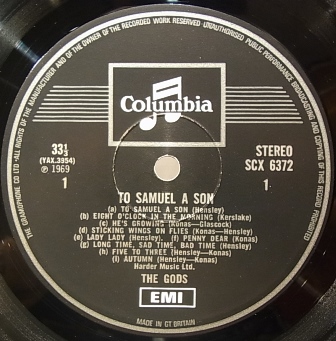 THE GRAMOPHONE CO LTD. ALL RIGHTS OF THE MANUFACTURER AND OF THE OWNER OF THE RECORDED WORK RESERVED UNAUTHORISED PUBLIC PERFORMANCE BROADCASTING AND COPYING OF THIS RECORD PROHIBITED
Columbia
33⅓
(YAX.3954)
℗ 1969
1
STEREO
SCX 6372
1
TO SAMUEL A SON
(a) TO SAMUEL A SON (Hensley)
(b) EIGHT O'CLOCK IN THE MORNING (Kerslake)
(c) HE'S GROWING (Konas—Glascock)
(d) STICKING WINGS ON FLIES (Konas—Hensley)
(e) LADY LADY (Hensley) (f) PENNY DEAR (Konas)
(g) LONG TIME, SAD TIME, BAD TIME (Hensley)
(h) FIVE TO THREE (Hensley—Konas)
(i) AUTUMN (Hensley—Konas)
Harder Music Ltd.
THE GODS
EMI
MADE IN GT BRITAIN